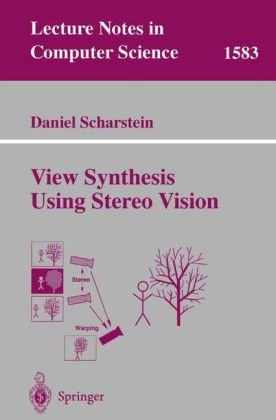 Lecture Notes in
Computer Science 1583
Daniel Scharstein
View Synthesis
Using Stereo Vision
Stereo
Warping
Springer